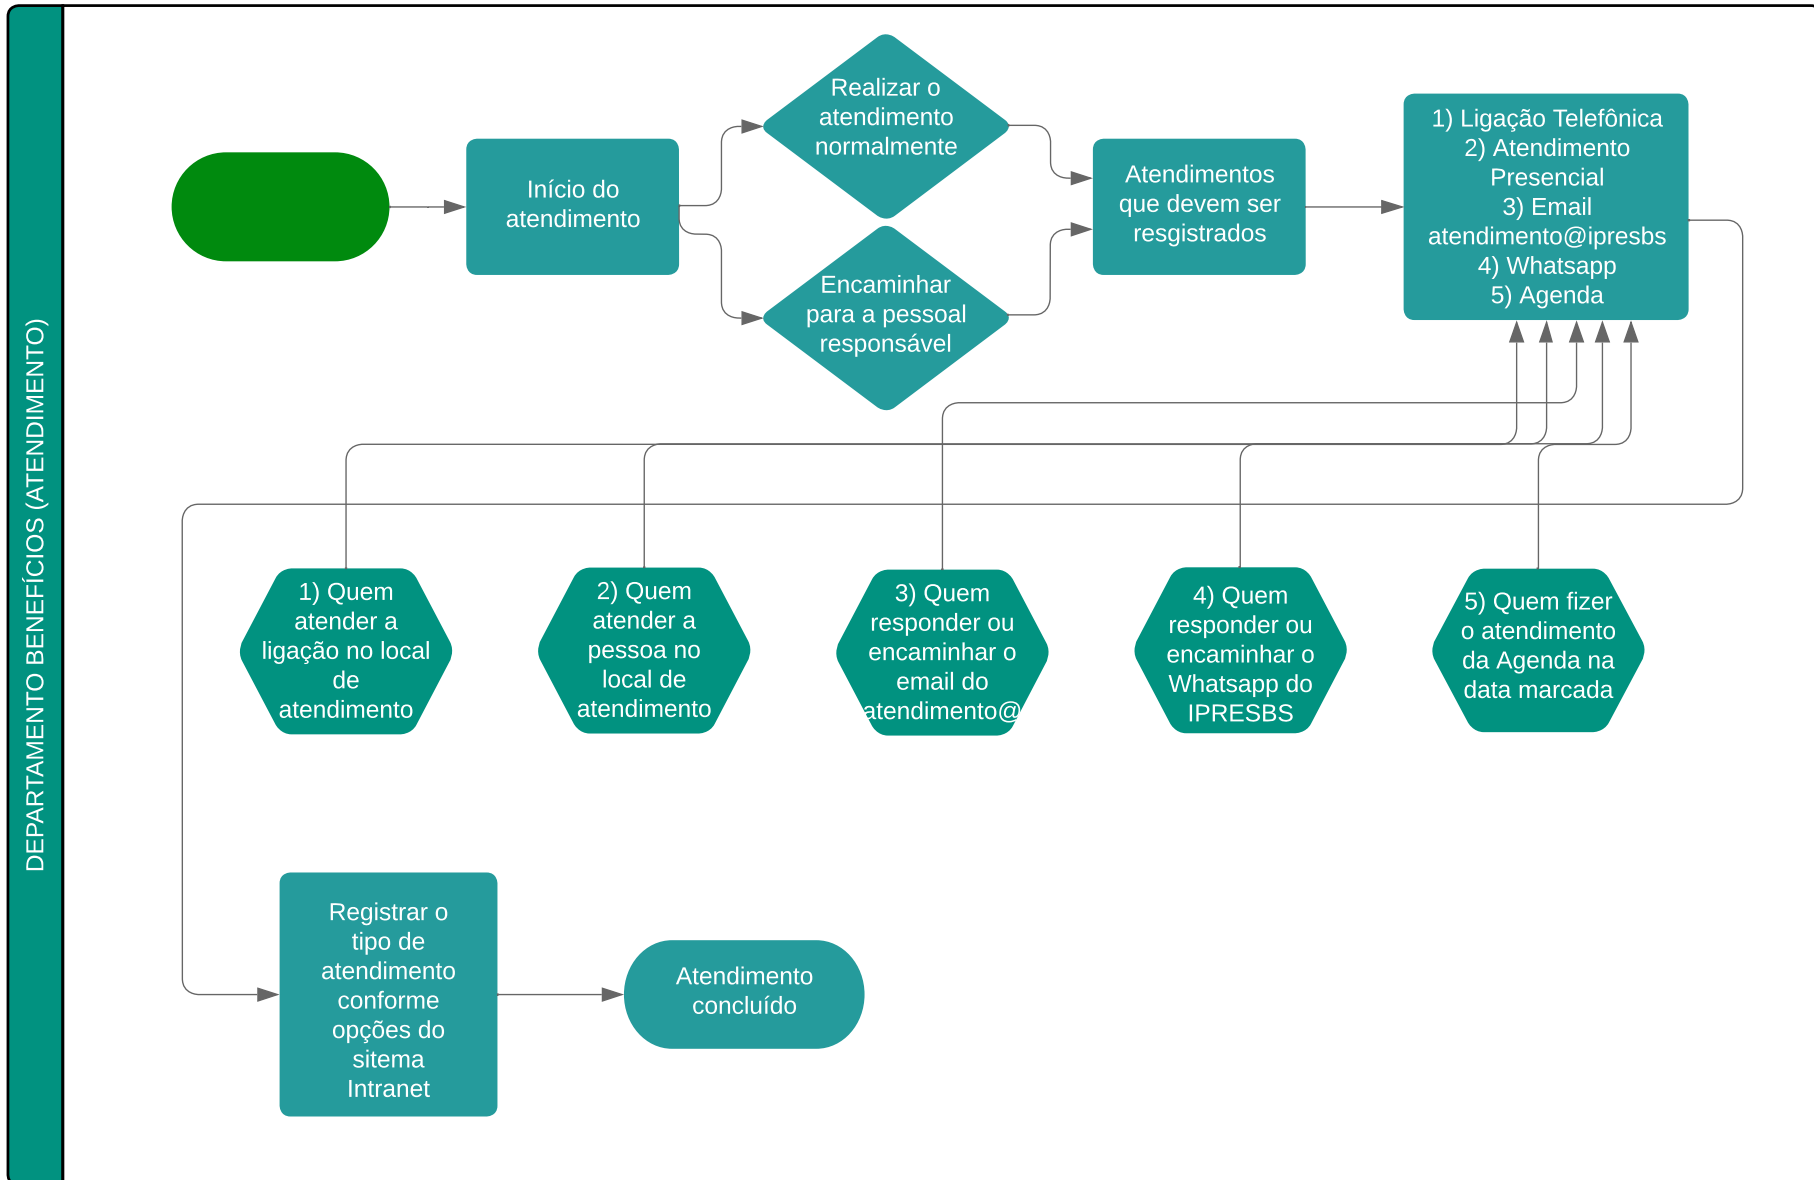 DEPARTAMENTO BENEFÍCIOS (ATENDIMENTO)
Início do
atendimento
Realizar o
atendimento
normalmente
Encaminhar
para a pessoal
responsável
Atendimentos
que devem ser
resgistrados
1) Ligação Telefônica
2) Atendimento
Presencial
3) Email
atendimento@ipresbs
4) Whatsapp
5) Agenda
1) Quem
atender a
ligação no local
de
atendimento
2) Quem
atender a
pessoa no
local de
atendimento
3) Quem
responder ou
encaminhar o
email do
atendimento@
4) Quem
responder ou
encaminhar o
Whatsapp do
IPRESBS
5) Quem fizer
o atendimento
da Agenda na
data marcada
Registrar o
tipo de
atendimento
conforme
opções do
sitema
Intranet
Atendimento
concluído